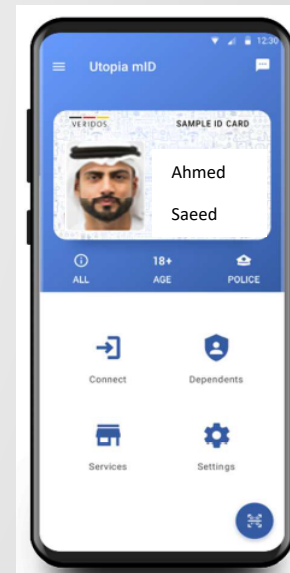 12:30
Utopia mID
VERIDOS
SAMPLE ID CARD
Ahmed
Saeed
18+
ALL
AGE
POLICE
Connect
Dependents
Services
Settings